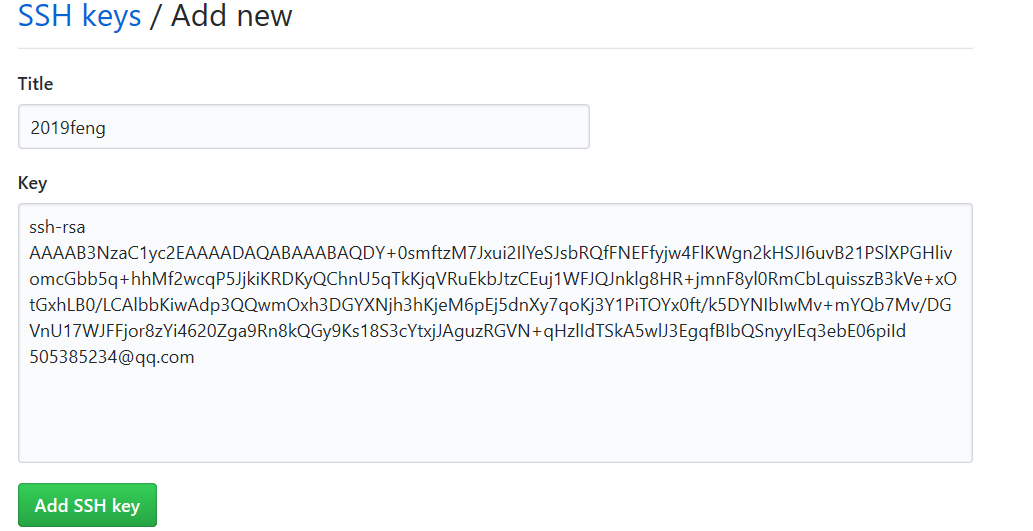 SSH keys / Add new
Title
2019feng
Key
ssh-rsa
AAAAB3NzaC1yc2EAAAADAQABAAABAQDY+0smftzM7Jxui2IlYeSJsbRQfFNEFfyjw4FlKWgn2kHSJI6uvB21PSlXPGHliv
omcGbb5q+hhMf2wcqP5JjkiKRDKyQChnU5qTkKjqVRuEkbJtzCEuj1WFJQJnklg8HR+jmnF8yl0RmCbLquisszB3kVe+xO
tGxhLB0/LCAlbbKiwAdp3QQwmOxh3DGYXNjh3hKjeM6pEj5dnXy7qoKj3Y1PiTOYx0ft/k5DYNIbIwMv+mYQb7Mv/DG
VnU17WJFFjor8zYi4620Zga9Rn8kQGy9Ks18S3cYtxjJAguzRGVN+qHzlIdTSkA5wlJ3EgqfBIbQSnyyIEq3ebE06piId
505385234@qq.com
Add SSH key